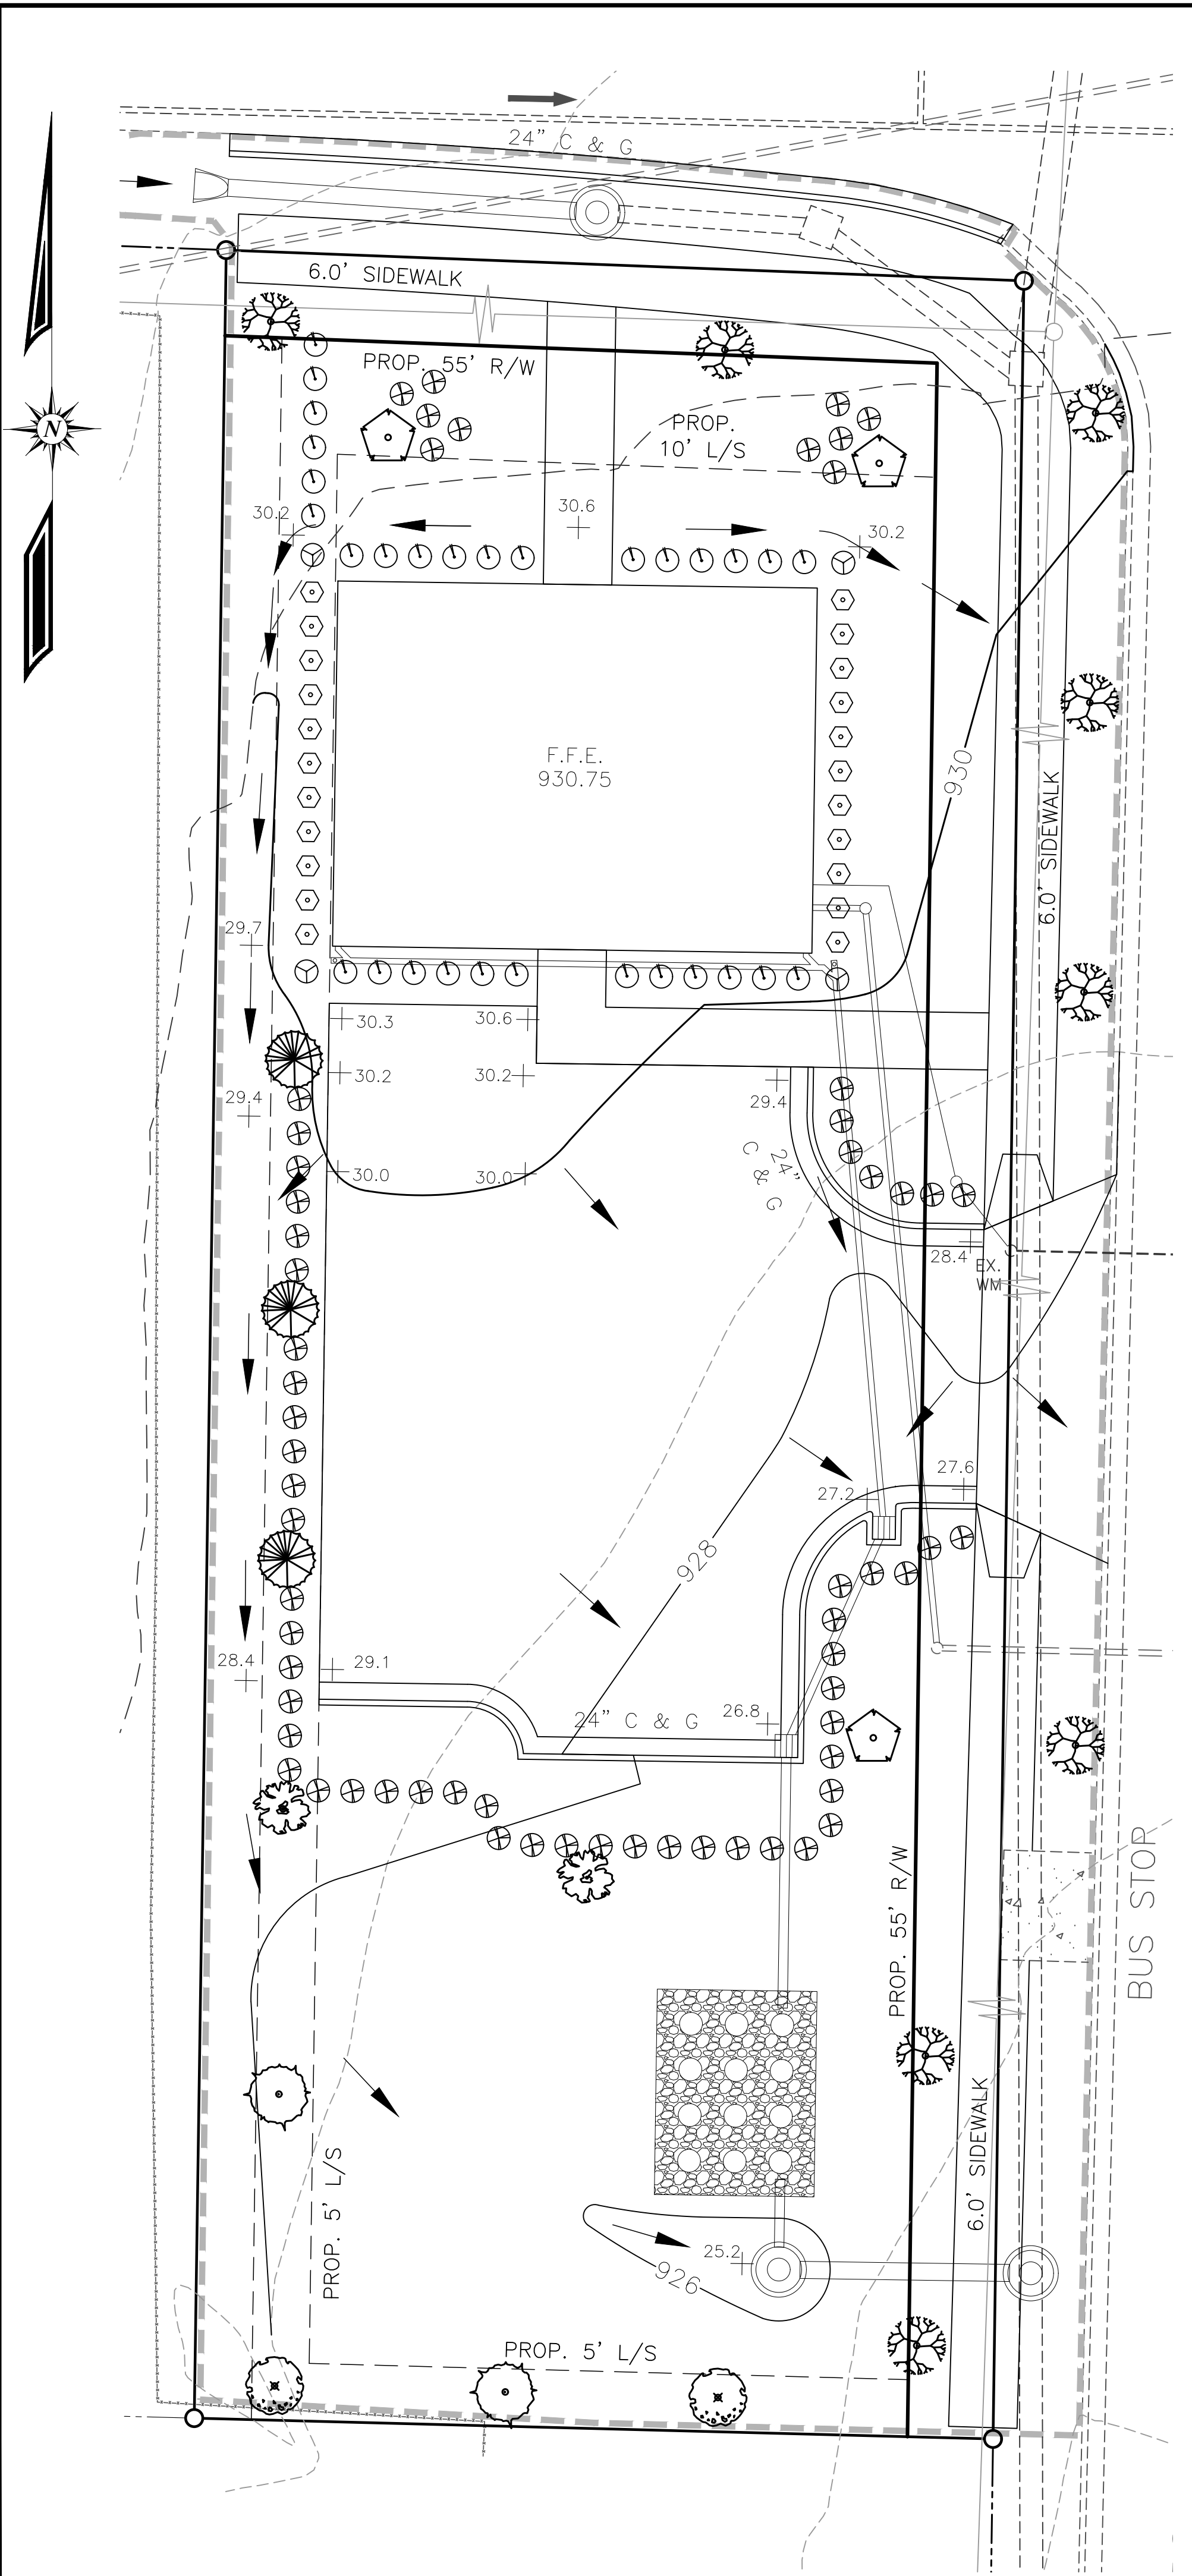 24" C & G
6.0' SIDEWALK
PROP. 55' R/W
PROP.
10' L/S
N
30.2
30.6
30.2
F.F.E.
930.75
930
6.0' SIDEWALK
29.7
30.3
30.6
30.2
30.2
29.4
29.4
24"
C & G
30.0
30.0
28.4
EX.
WM
27.6
27.2
928
28.4
29.1
24" C & G
26.8
BUS STOP
PROP. 55' R/W
6.0' SIDEWALK
PROP. 5' L/S
25.2
926
PROP. 5' L/S